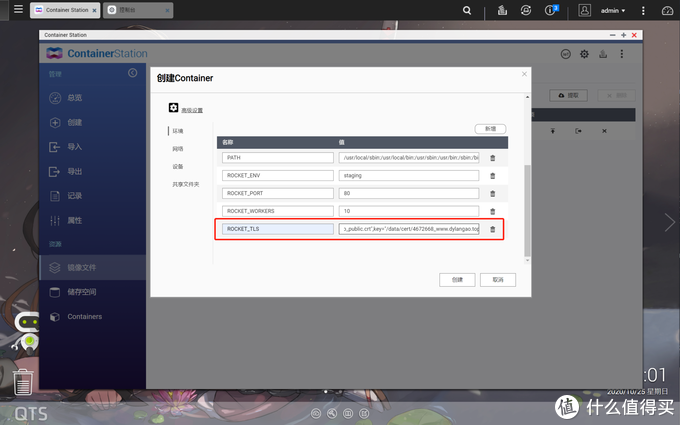 Container Station
控制台
2
admin
Container Station
ContainerStation
管理
总览
创建
导入
导出
记录
属性
资源
镜像文件
储存空间
Containers
提取
删除
创建Container
高级设置
环境
网络
设备
共享文件夹
新增
名称 值
PATH /usr/local/sbin:/usr/local/bin:/usr/sbin:/usr/bin:/sbin:/bi
ROCKET_ENV staging
ROCKET_PORT 80
ROCKET_WORKERS 10
ROCKET_TLS _public.crt",key="/data/cert/4672668_www.dylangao.top
创建 取消
:01
2020/10/25 星期日
QTS
值 什么值得买